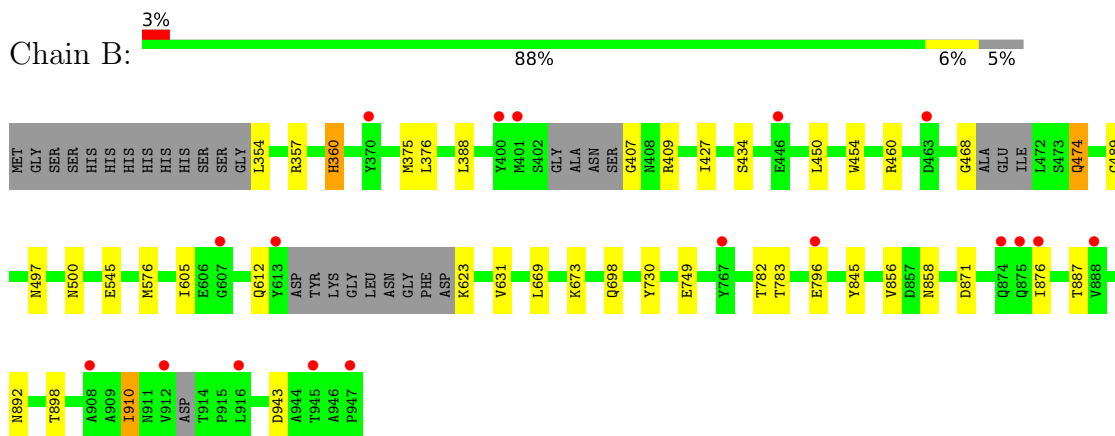 3%
Chain B:
88% 6% 5%
MET GLY SER SER HIS HIS HIS HIS HIS HIS SER SER GLY L354 R357 H360 Y370 M375 L376 L388 Y400 M401 S402 GLY ALA ASN SER G407 N408 R409 I427 S434 E446 L450 W454 R460 D463 G468 ALA GLU ILE L472 S473 Q474 G489
N497 N500 E545 M576 I605 E606 G607 Q612 Y613 ASP TYR LYS GLY LEU ASN GLY PHE ASP K623 V631 L669 K673 Q698 Y730 E749 Y767 T782 T783 E796 Y845 V856 D857 N858 D871 Q874 Q875 I876 T887 V888
N892 T898 A908 A909 I910 N911 V912 ASP T914 P915 L916 D943 A944 T945 A946 P947